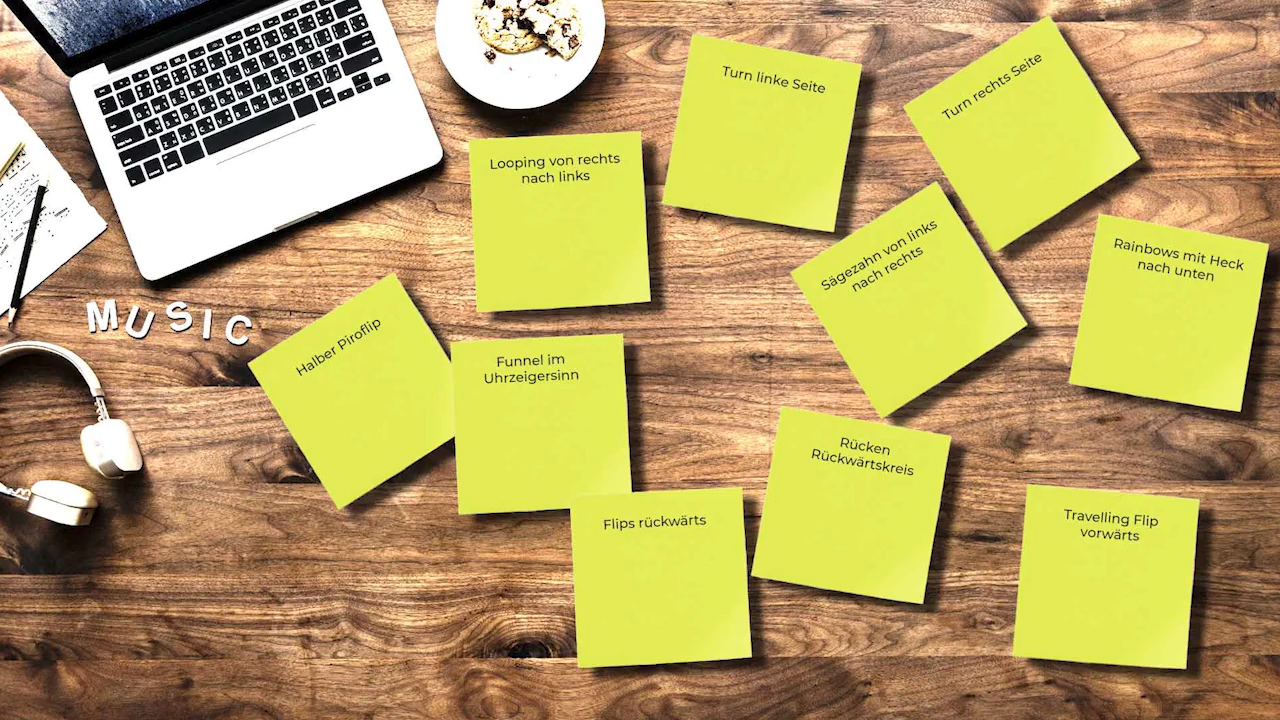 Turn linke Seite
Turn rechts Seite
Looping von rechts
nach links
Sägezahn von links
nach rechts
Rainbows mit Heck
nach unten
Halber Piroflip
Funnel im
Uhrzeigersinn
Rücken
Rückwärtskreis
Flips rückwärts
Travelling Flip
vorwärts
MUSIC